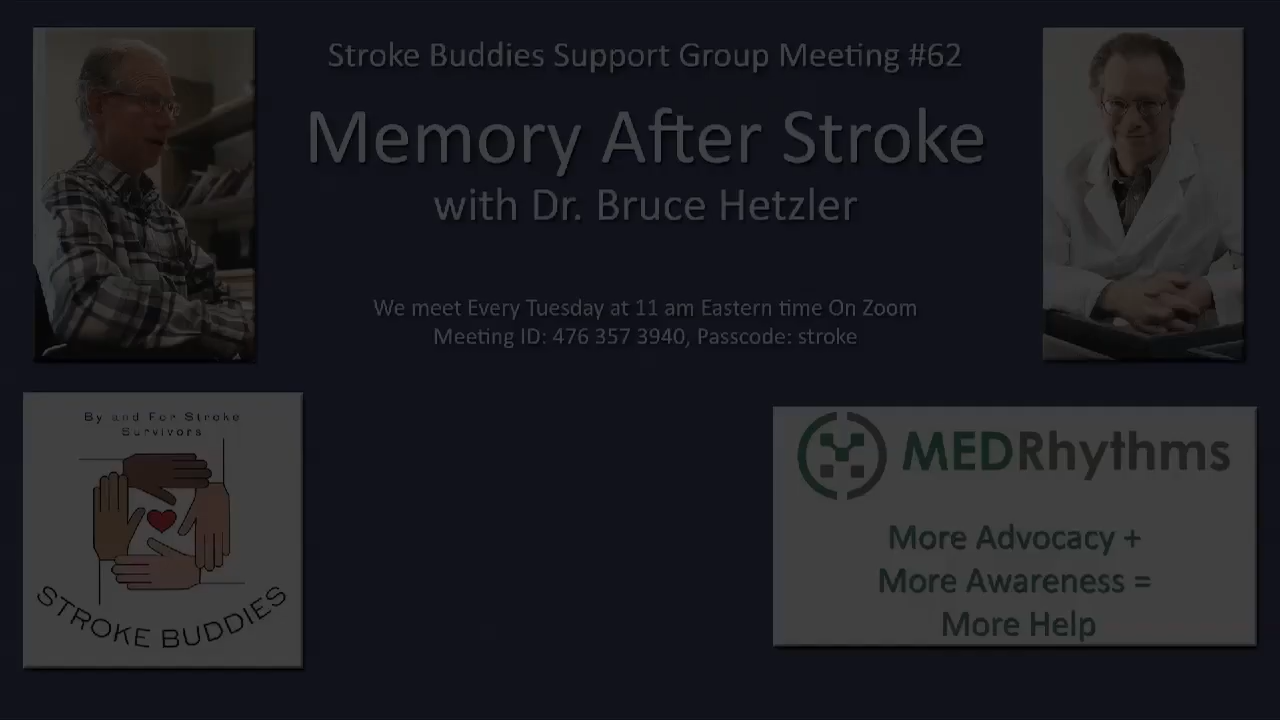 Stroke Buddies Support Group Meeting #62
Memory After Stroke
with Dr. Bruce Hetzler
We meet Every Tuesday at 11 am Eastern time On Zoom
Meeting ID: 476 357 3940, Passcode: stroke
By and For Stroke
Survivors
STROKE BUDDIES
MEDRhythms
More Advocacy +
More Awareness =
More Help